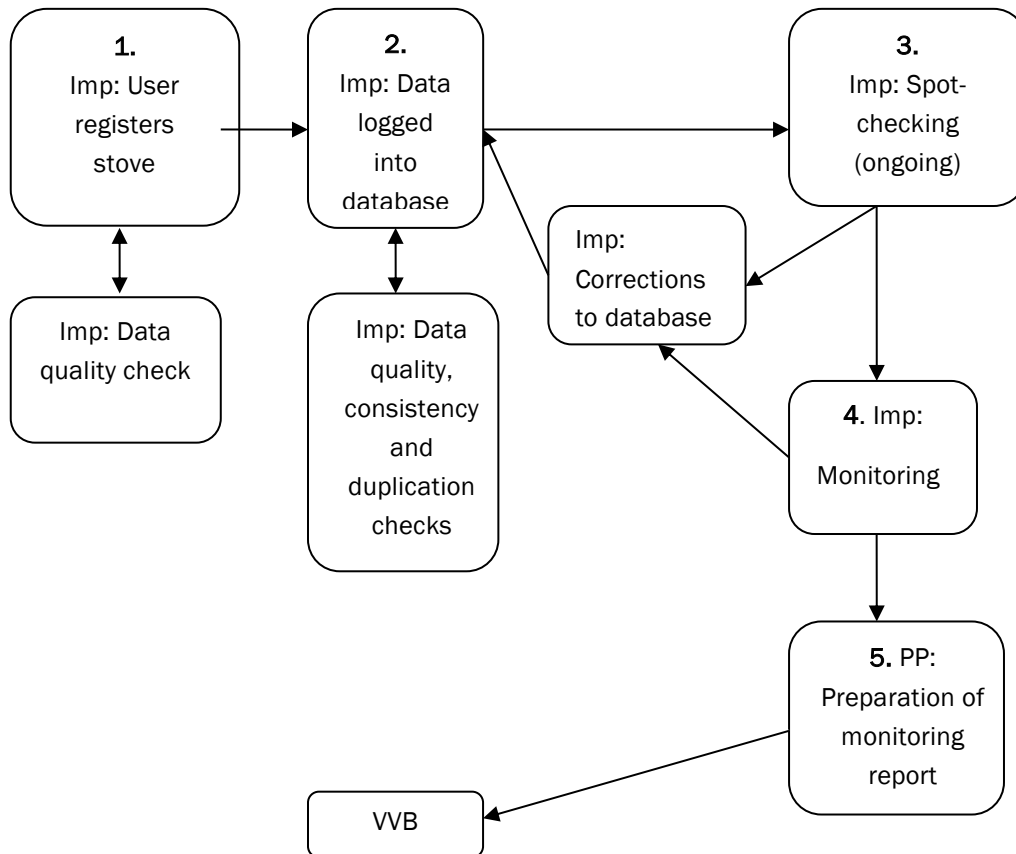 1.
Imp: User
registers
stove
2.
Imp: Data
logged
into
database
3.
Imp: Spot-
checking
(ongoing)
Imp:
Corrections
to database
Imp: Data
quality check
Imp: Data
quality,
consistency
and
duplication
checks
4. Imp:
Monitoring
5. PP:
Preparation of
monitoring
report
VVB